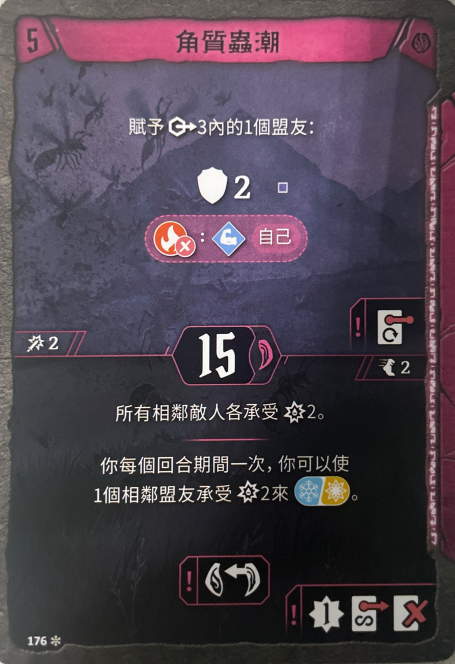 5 角質蟲潮
賦予 3內的1個盟友：
2
： 自己
2
15
2
所有相鄰敵人各承受 2。
你每個回合期間一次，你可以使
1個相鄰盟友承受 2來 。
! !
!
176